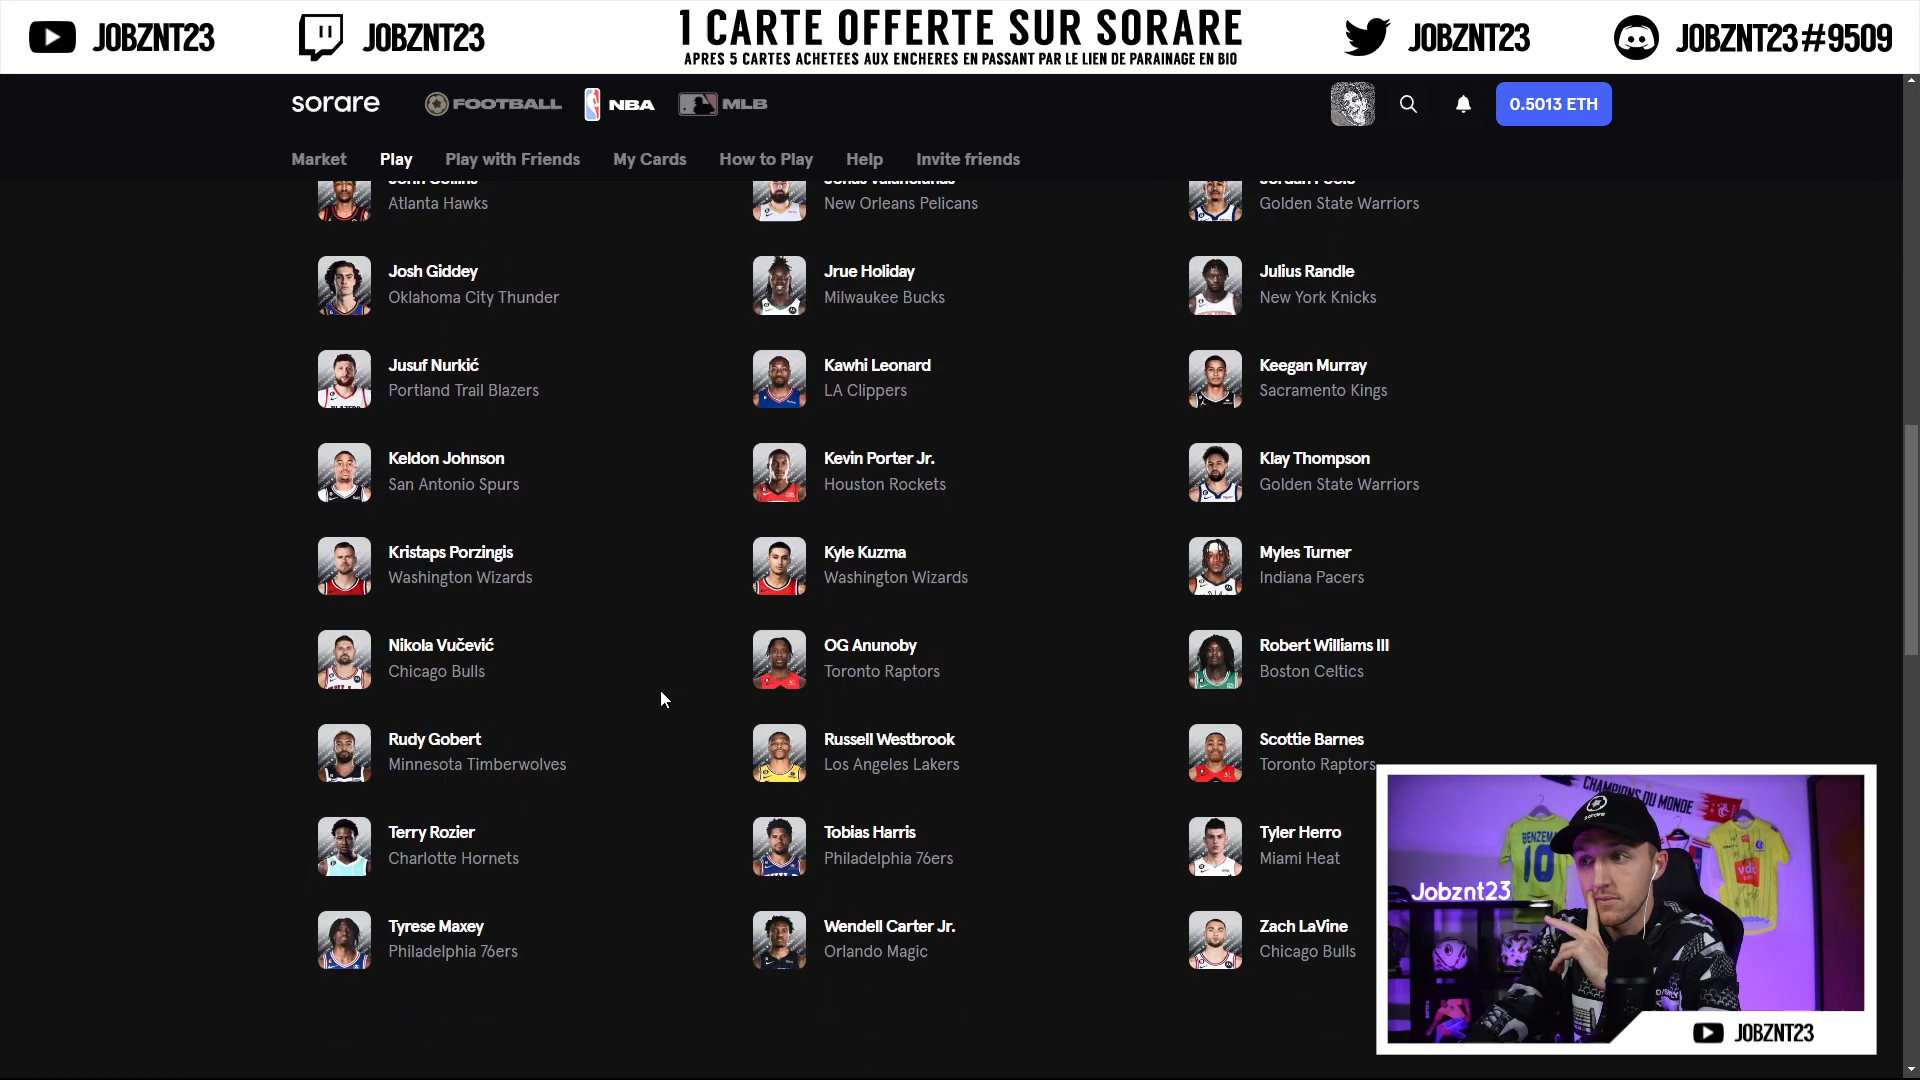 JOBZNT23
JOBZNT23
1 CARTE OFFERTE SUR SORARE
APRES 5 CARTES ACHETEES AUX ENCHERES EN PASSANT PAR LE LIEN DE PARAINAGE EN BIO
JOBZNT23
JOBZNT23#9509
sorare
FOOTBALL
NBA
MLB
0.5013 ETH
Market
Play
Play with Friends
My Cards
How to Play
Help
Invite friends
Atlanta Hawks
New Orleans Pelicans
Golden State Warriors
Josh Giddey
Oklahoma City Thunder
Jrue Holiday
Milwaukee Bucks
Julius Randle
New York Knicks
Jusuf Nurkić
Portland Trail Blazers
Kawhi Leonard
LA Clippers
Keegan Murray
Sacramento Kings
Keldon Johnson
San Antonio Spurs
Kevin Porter Jr.
Houston Rockets
Klay Thompson
Golden State Warriors
Kristaps Porzingis
Washington Wizards
Kyle Kuzma
Washington Wizards
Myles Turner
Indiana Pacers
Nikola Vučević
Chicago Bulls
OG Anunoby
Toronto Raptors
Robert Williams III
Boston Celtics
Rudy Gobert
Minnesota Timberwolves
Russell Westbrook
Los Angeles Lakers
Scottie Barnes
Toronto Raptors
Terry Rozier
Charlotte Hornets
Tobias Harris
Philadelphia 76ers
Tyler Herro
Miami Heat
Tyrese Maxey
Philadelphia 76ers
Wendell Carter Jr.
Orlando Magic
Zach LaVine
Chicago Bulls
CHAMPIONS DU MONDE
sorare
BENZEMA
10
vdc
Jobznt23
JOBZNT23